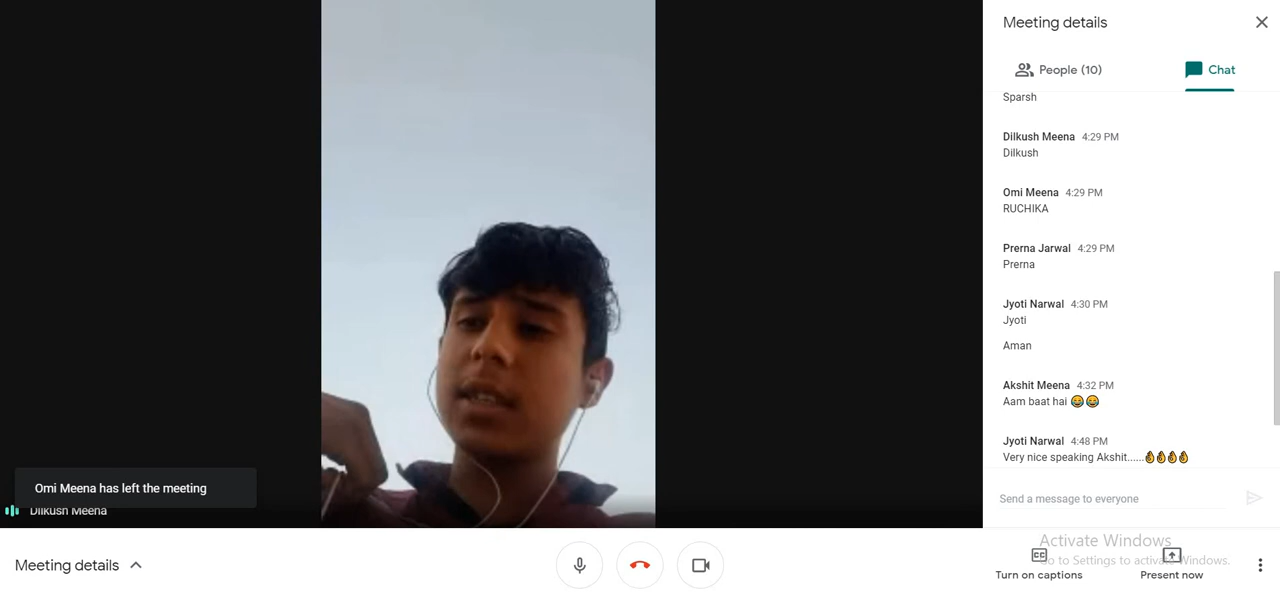 Meeting details
People (10)
Chat
Sparsh
Dilkush Meena 4:29 PM
Dilkush
Omi Meena 4:29 PM
RUCHIKA
Prerna Jarwal 4:29 PM
Prerna
Jyoti Narwal 4:30 PM
Jyoti
Aman
Akshit Meena 4:32 PM
Aam baat hai 😂😂
Jyoti Narwal 4:48 PM
Very nice speaking Akshit......👌👌👌👌
Send a message to everyone
Omi Meena has left the meeting
Dilkush Meena
Meeting details
Activate Windows
Go to Settings to activate Windows.
CC
Turn on captions
Present now